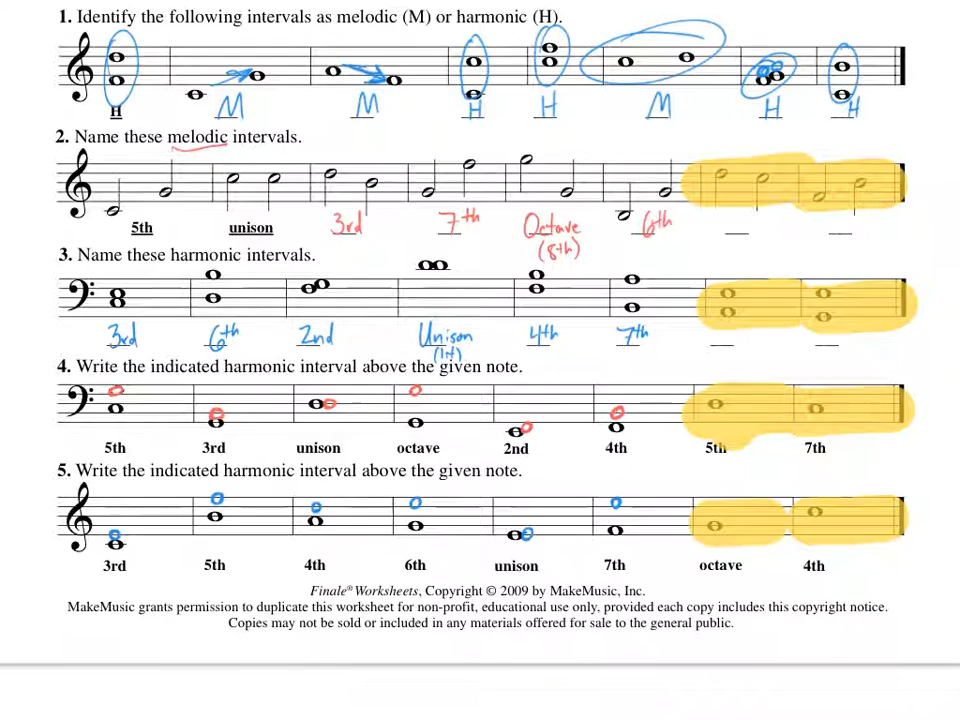 1. Identify the following intervals as melodic (M) or harmonic (H).
H M M H H M H H
2. Name these melodic intervals.
5th unison 3rd 7th Octave 6th
(8th)
3. Name these harmonic intervals.
3rd 6th 2nd Unison 4th 7th
(1st)
4. Write the indicated harmonic interval above the given note.
5th 3rd unison octave 2nd 4th 5th 7th
5. Write the indicated harmonic interval above the given note.
3rd 5th 4th 6th unison 7th octave 4th
Finale® Worksheets, Copyright © 2009 by MakeMusic, Inc.
MakeMusic grants permission to duplicate this worksheet for non-profit, educational use only, provided each copy includes this copyright notice.
Copies may not be sold or included in any materials offered for sale to the general public.